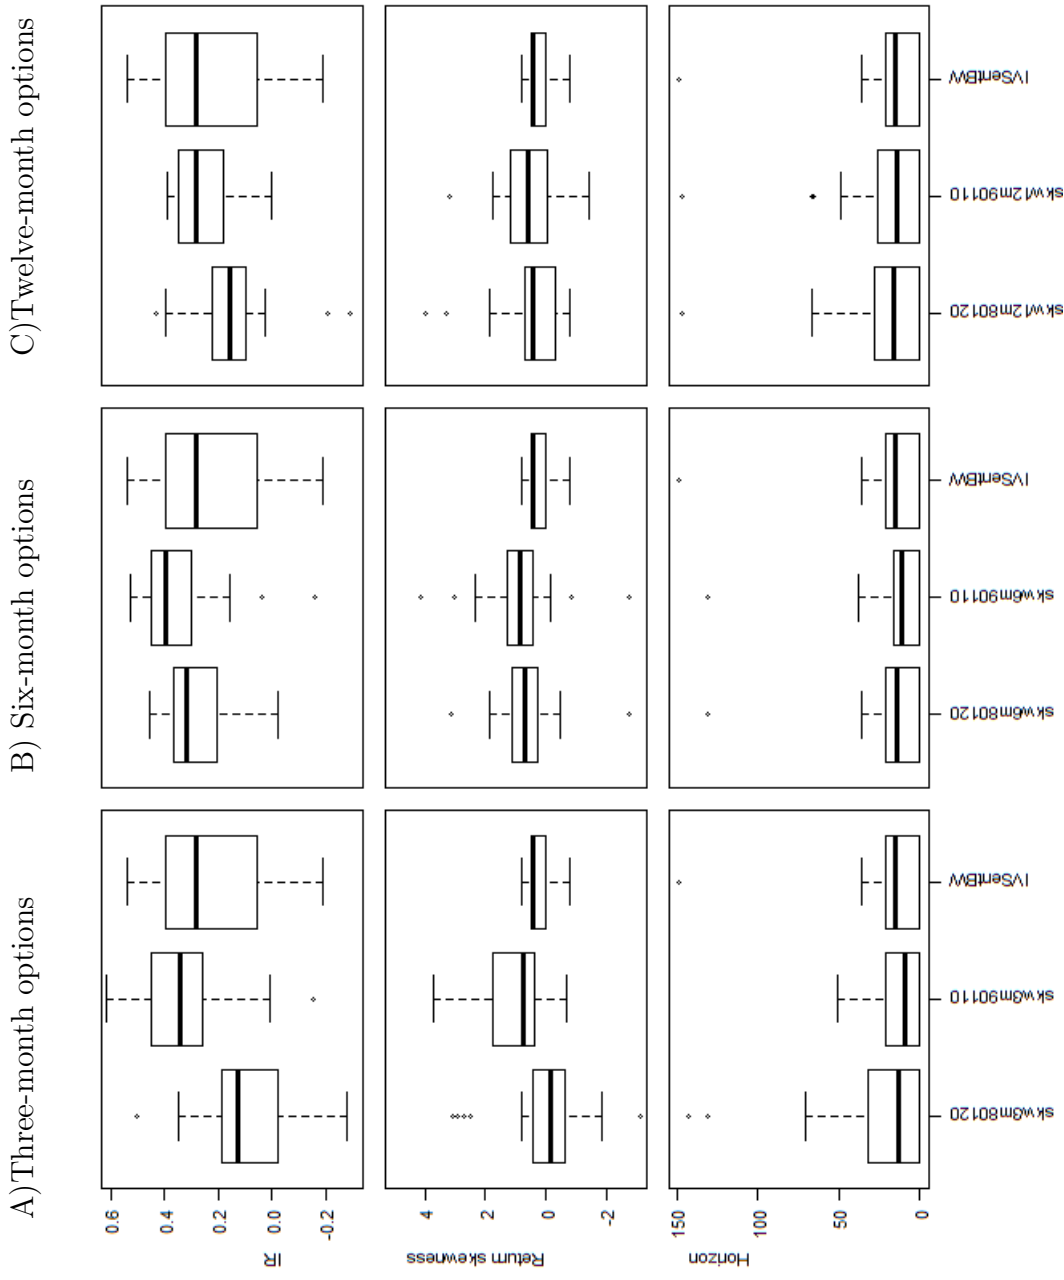 A)Three-month options
B) Six-month options
C)Twelve-month options
IR
0.6
0.4
0.2
0.0
-0.2
Return skewness
4
2
0
-2
Horizon
150
100
50
0
skw3m80120
skw3m90110
IVSentBW
skw6m80120
skw6m90110
IVSentBW
skw12m80120
skw12m90110
IVSentBW